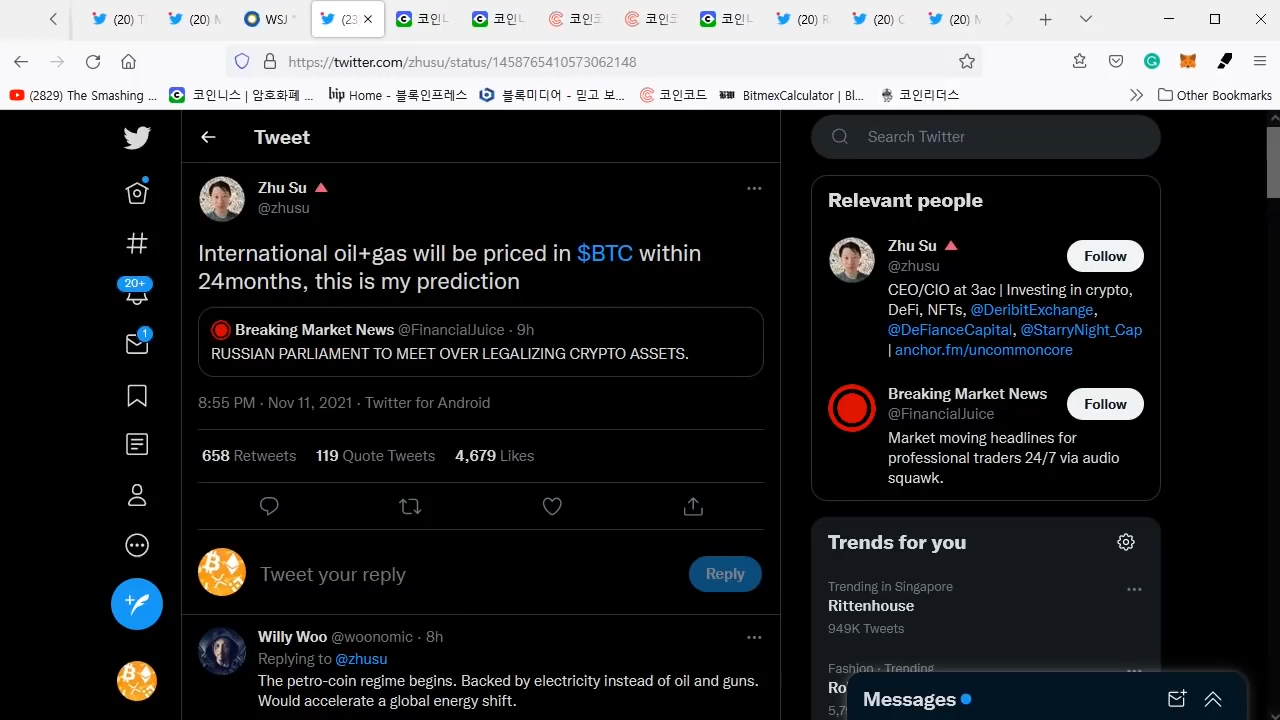 (20) T
(20) M
WSJ
(23
코인니
코인니
코인코
코인코
코인니
(20) R
(20) C
(20) M
https://twitter.com/zhusu/status/1458765410573062148
(2829) The Smashing ...
코인니스 | 암호화폐 ...
bip Home - 블록인프레스
블록미디어 - 믿고 보...
코인코드
BitmexCalculator | Bl...
코인리더스
Other Bookmarks
Tweet
Search Twitter
Zhu Su
@zhusu
International oil+gas will be priced in $BTC within
24months, this is my prediction
Breaking Market News @FinancialJuice · 9h
RUSSIAN PARLIAMENT TO MEET OVER LEGALIZING CRYPTO ASSETS.
8:55 PM · Nov 11, 2021 · Twitter for Android
658 Retweets 119 Quote Tweets 4,679 Likes
Tweet your reply
Reply
Willy Woo @woonomic · 8h
Replying to @zhusu
The petro-coin regime begins. Backed by electricity instead of oil and guns.
Would accelerate a global energy shift.
20+
1
Relevant people
Zhu Su
@zhusu
Follow
CEO/CIO at 3ac | Investing in crypto,
DeFi, NFTs, @DeribitExchange,
@DeFianceCapital, @StarryNight_Cap
| anchor.fm/uncommoncore
Breaking Market News
@FinancialJuice
Follow
Market moving headlines for
professional traders 24/7 via audio
squawk.
Trends for you
Trending in Singapore
Rittenhouse
949K Tweets
Fashion · Trending
Messages